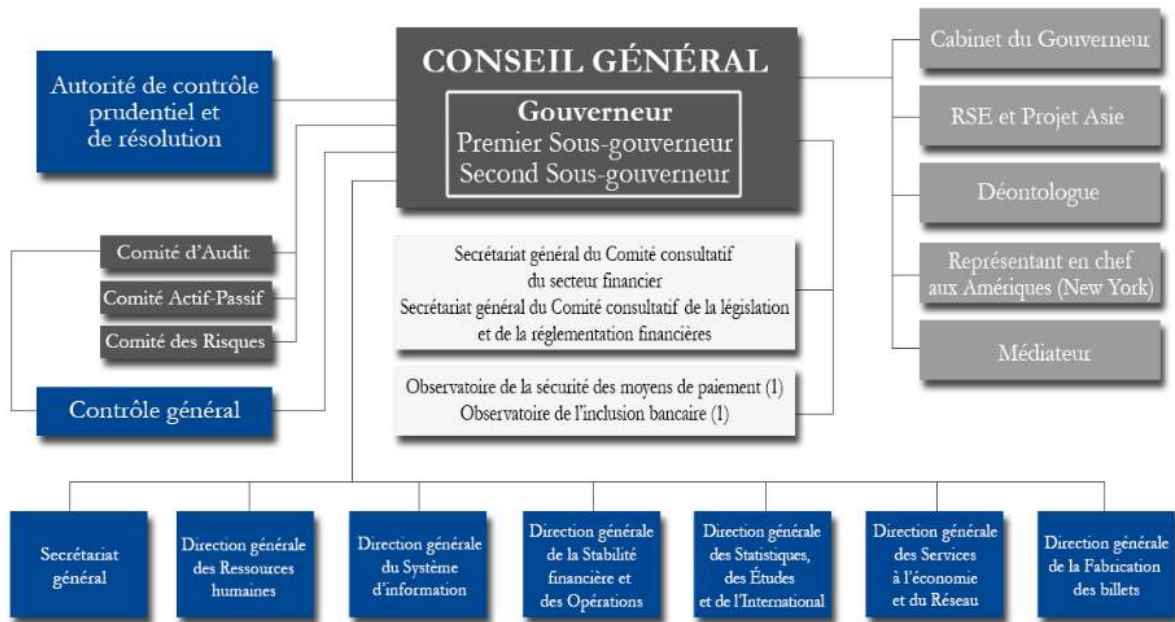 CONSEIL GÉNÉRAL
Gouverneur
Premier Sous-gouverneur
Second Sous-gouverneur
Autorité de contrôle
prudentiel et
de résolution
Comité d’Audit
Comité Actif-Passif
Comité des Risques
Contrôle général
Secrétariat général du Comité consultatif
du secteur financier
Secrétariat général du Comité consultatif de la législation
et de la réglementation financières
Observatoire de la sécurité des moyens de paiement (1)
Observatoire de l’inclusion bancaire (1)
Cabinet du Gouverneur
RSE et Projet Asie
Déontologue
Représentant en chef
aux Amériques (New York)
Médiateur
Secrétariat
général
Direction générale
des Ressources
humaines
Direction générale
du Système
d’information
Direction générale
de la Stabilité
financière et
des Opérations
Direction générale
des Statistiques,
des Études
et de l’International
Direction générale
des Services
à l’économie
et du Réseau
Direction générale
de la Fabrication
des billets